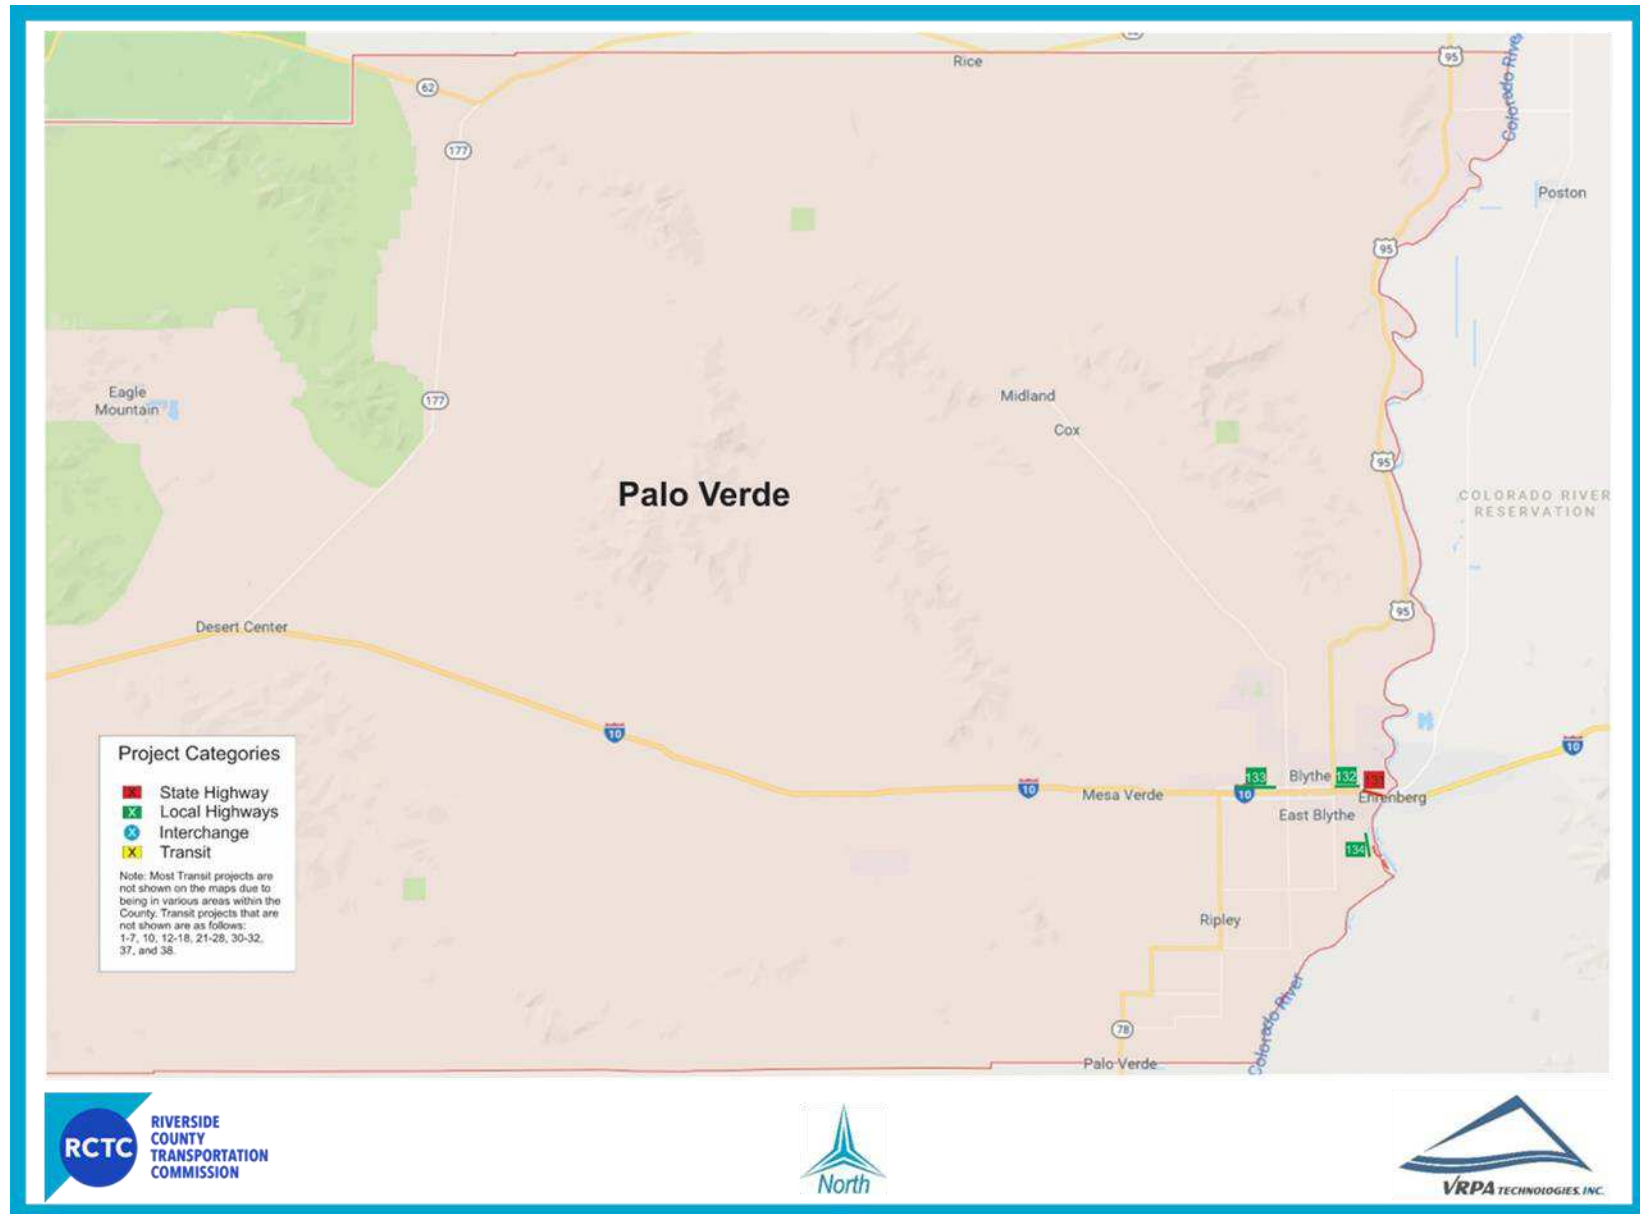 Rice
95
Colorado Rive
62
177
Poston
95
Eagle
Mountain
177
Midland
Cox
95
Palo Verde
COLORADO RIVER
RESERVATION
95
Desert Center
10
10
Project Categories
X State Highway
X Local Highways
X Interchange
X Transit
Note: Most Transit projects are
not shown on the maps due to
being in various areas within the
County. Transit projects that are
not shown are as follows:
1-7, 10, 12-18, 21-28, 30-32,
37, and 38.
133
Blythe
132
131
10
Mesa Verde
10
Ehrenberg
East Blythe
134
Ripley
Colorado River
78
Palo Verde
RCTC
RIVERSIDE
COUNTY
TRANSPORTATION
COMMISSION
North
VRPA TECHNOLOGIES, INC.